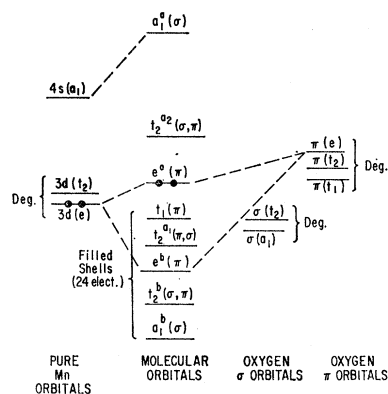 a₁ᵃ(σ)
4s(a₁)
t₂ᵃ²(σ,π)
eᵃ(π)
π(e)
π(t₂)
π(t₁)
Deg.
Deg.
3d(t₂)
3d(e)
t₁(π)
t₂ᵃ¹(π,σ)
eᵇ(π)
t₂ᵇ(σ,π)
a₁ᵇ(σ)
σ(t₂)
σ(a₁)
Deg.
Filled
Shells
(24 elect.)
PURE
Mn
ORBITALS
MOLECULAR
ORBITALS
OXYGEN
σ ORBITALS
OXYGEN
π ORBITALS